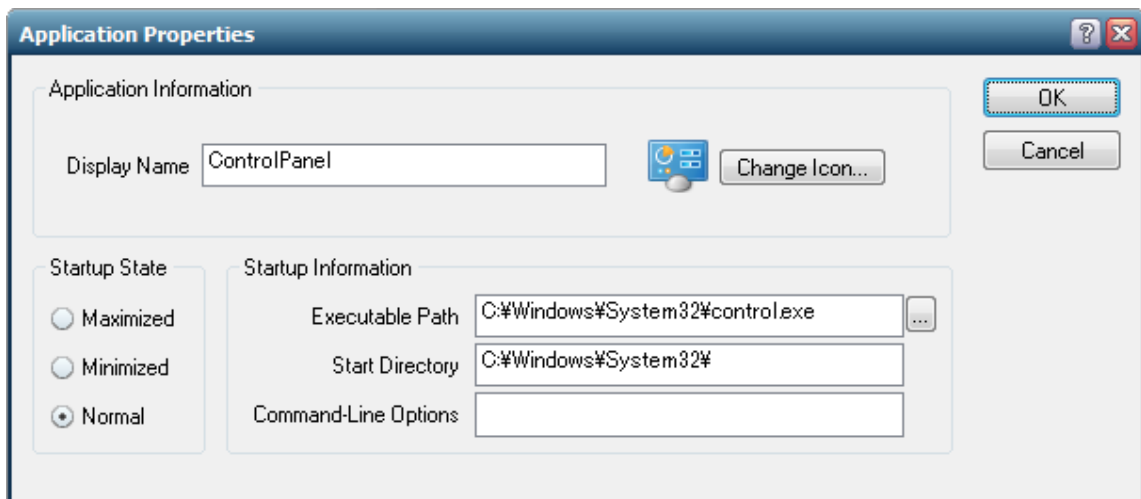 Application Properties
Application Information
OK
Display Name ControlPanel Change Icon...
Cancel
Startup State
Startup Information
Maximized
Executable Path C:¥Windows¥System32¥control.exe ...
Minimized
Start Directory C:¥Windows¥System32¥
Normal
Command-Line Options